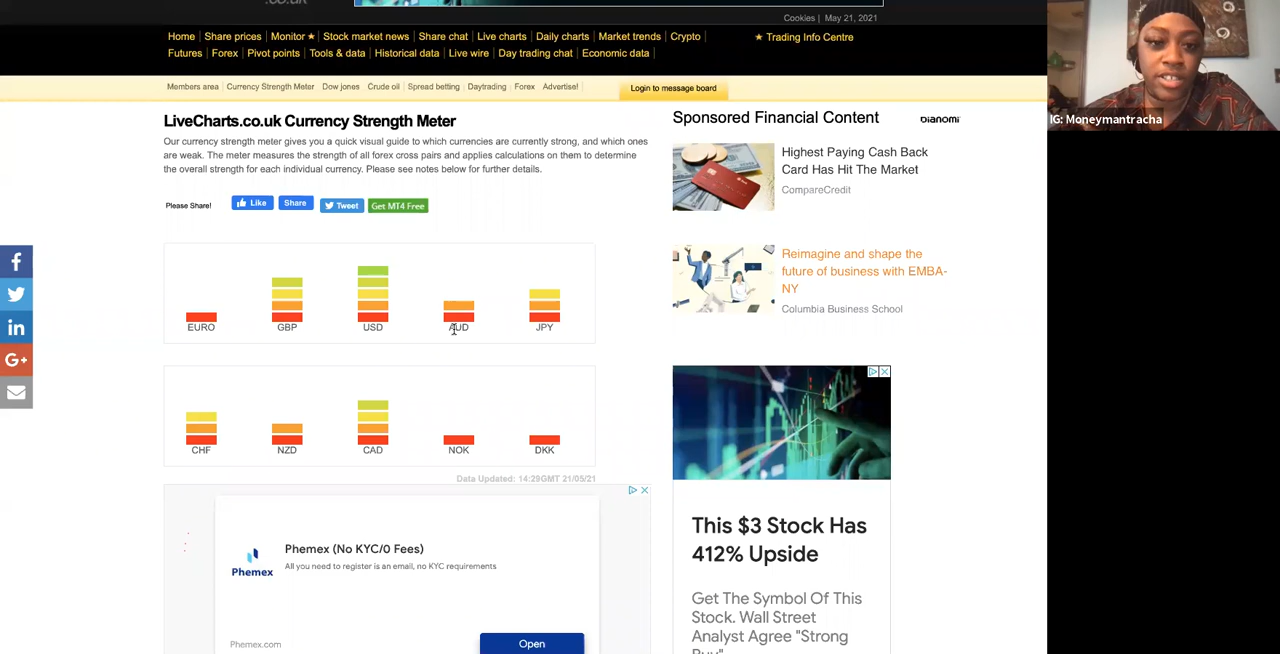 .co.uk
Cookies | May 21, 2021
Home | Share prices | Monitor ★ | Stock market news | Share chat | Live charts | Daily charts | Market trends | Crypto |
★ Trading Info Centre
Futures | Forex | Pivot points | Tools & data | Historical data | Live wire | Day trading chat | Economic data |
Members area | Currency Strength Meter | Dow jones | Crude oil | Spread betting | Daytrading | Forex | Advertise! |
Login to message board
IG: Moneymantracha
LiveCharts.co.uk Currency Strength Meter
Our currency strength meter gives you a quick visual guide to which currencies are currently strong, and which ones
are weak. The meter measures the strength of all forex cross pairs and applies calculations on them to determine
the overall strength for each individual currency. Please see notes below for further details.
Please Share!
Like
Share
Tweet
Get MT4 Free
EURO GBP USD AUD JPY
CHF NZD CAD NOK DKK
Data Updated: 14:29GMT 21/05/21
Phemex
Phemex (No KYC/0 Fees)
All you need to register is an email, no KYC requirements
Phemex.com
Open
Sponsored Financial Content
dianomi
Highest Paying Cash Back
Card Has Hit The Market
CompareCredit
Reimagine and shape the
future of business with EMBA-
NY
Columbia Business School
This $3 Stock Has
412% Upside
Get The Symbol Of This
Stock. Wall Street
Analyst Agree "Strong
Buy"
f
in
G+